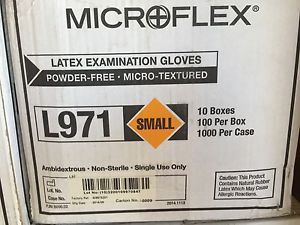 MICROFLEX®
LATEX EXAMINATION GLOVES
POWDER-FREE • MICRO-TEXTURED
L971
SMALL
10 Boxes
100 Per Box
1000 Per Case
Ambidextrous • Non-Sterile • Single Use Only
Lot No.
Case No.
Carton No.
2014.1113
Caution: This Product
Contains Natural Rubber
Latex Which May Cause
Allergic Reactions.